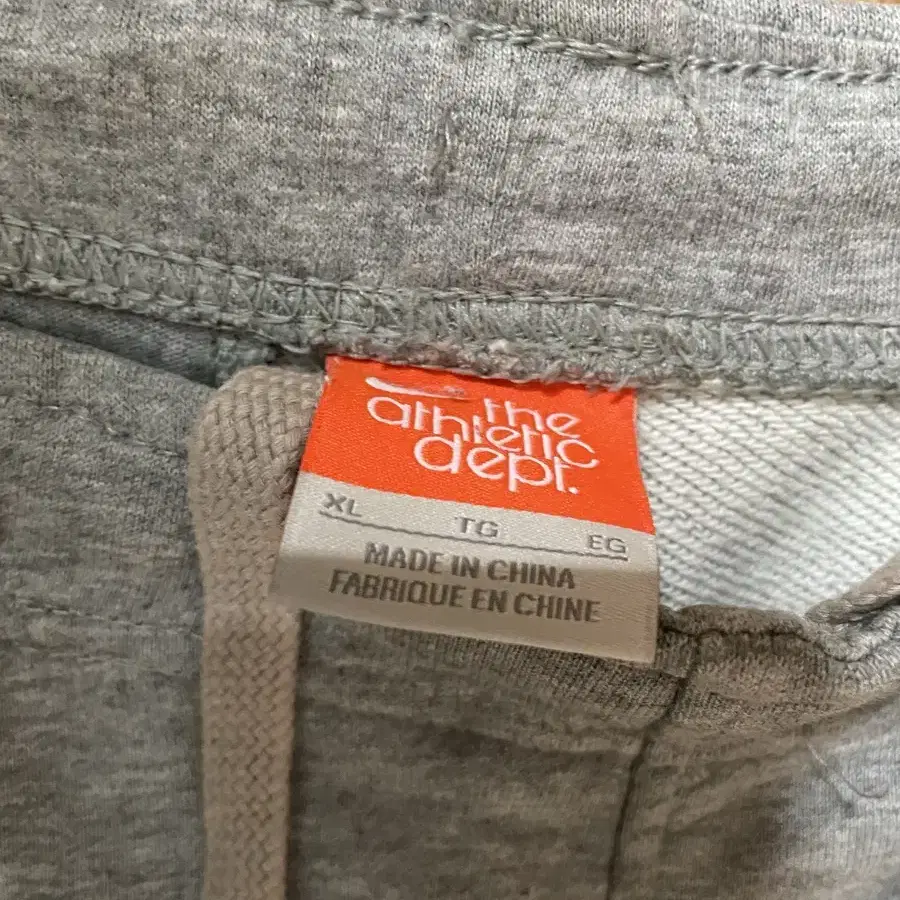 the
athletic
dept.
XL TG EG
MADE IN CHINA
FABRIQUE EN CHINE